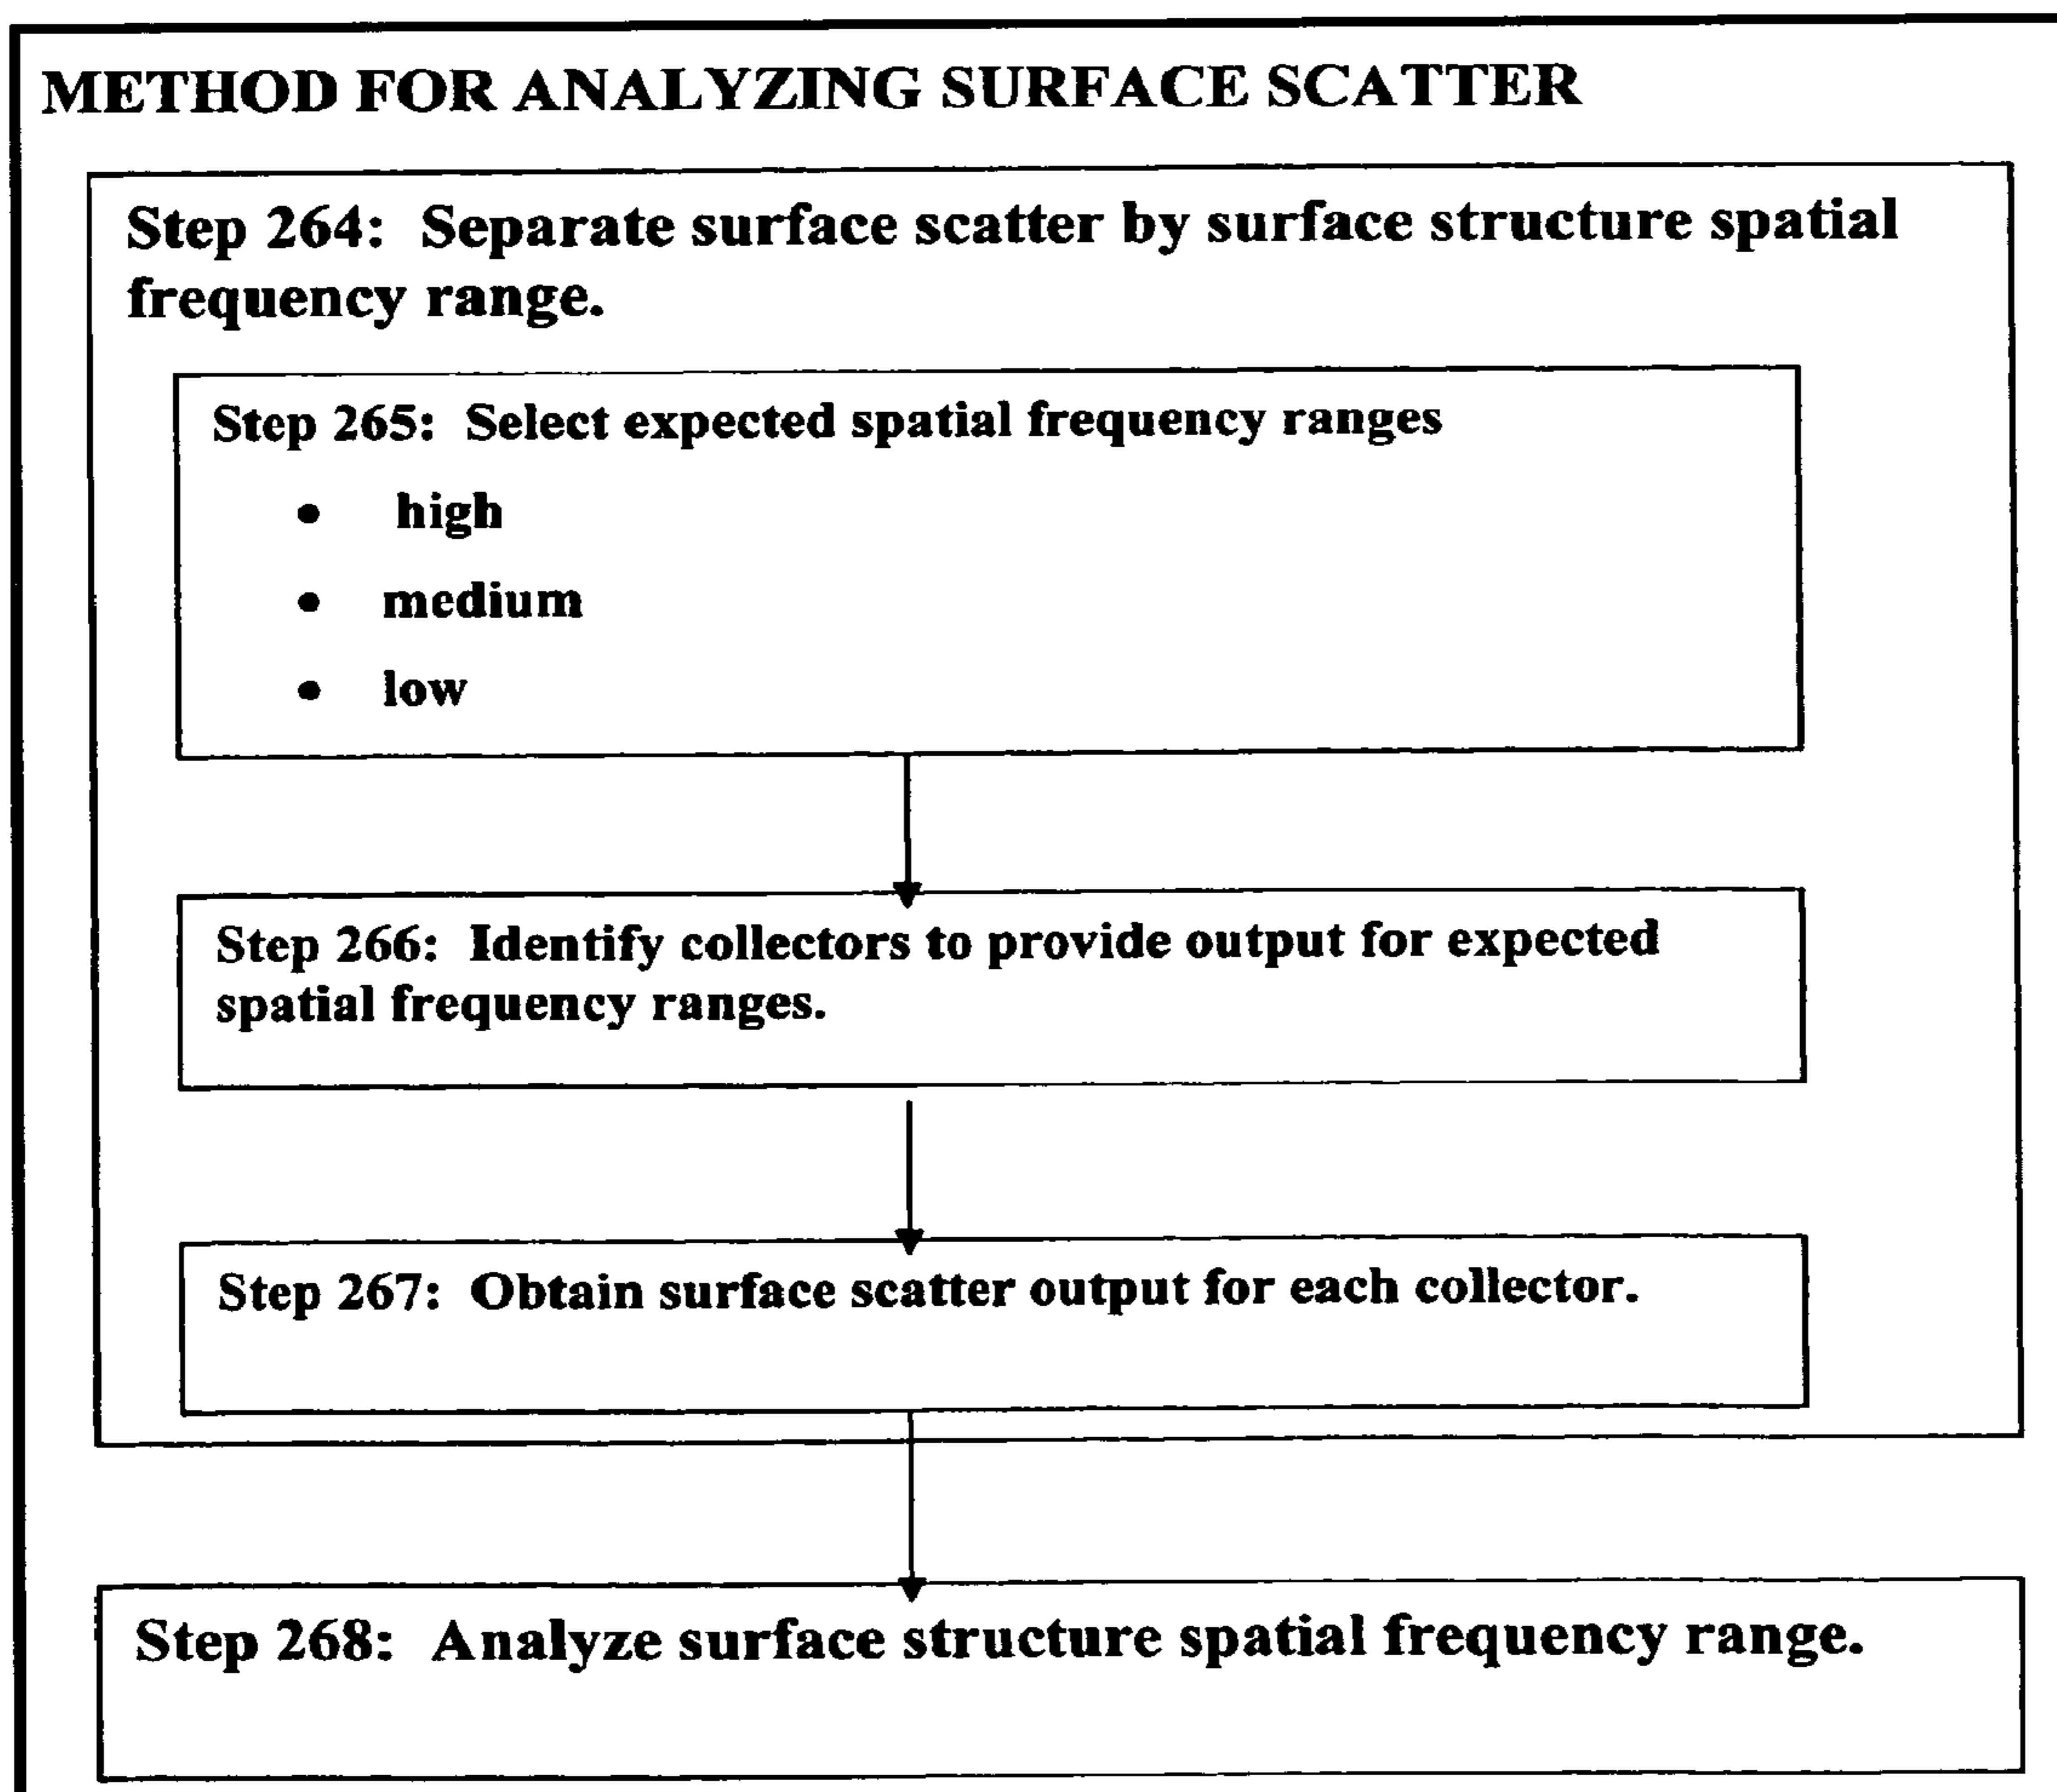 METHOD FOR ANALYZING SURFACE SCATTER
Step 264: Separate surface scatter by surface structure spatial
frequency range.
Step 265: Select expected spatial frequency ranges
• high
• medium
• low
Step 266: Identify collectors to provide output for expected
spatial frequency ranges.
Step 267: Obtain surface scatter output for each collector.
Step 268: Analyze surface structure spatial frequency range.